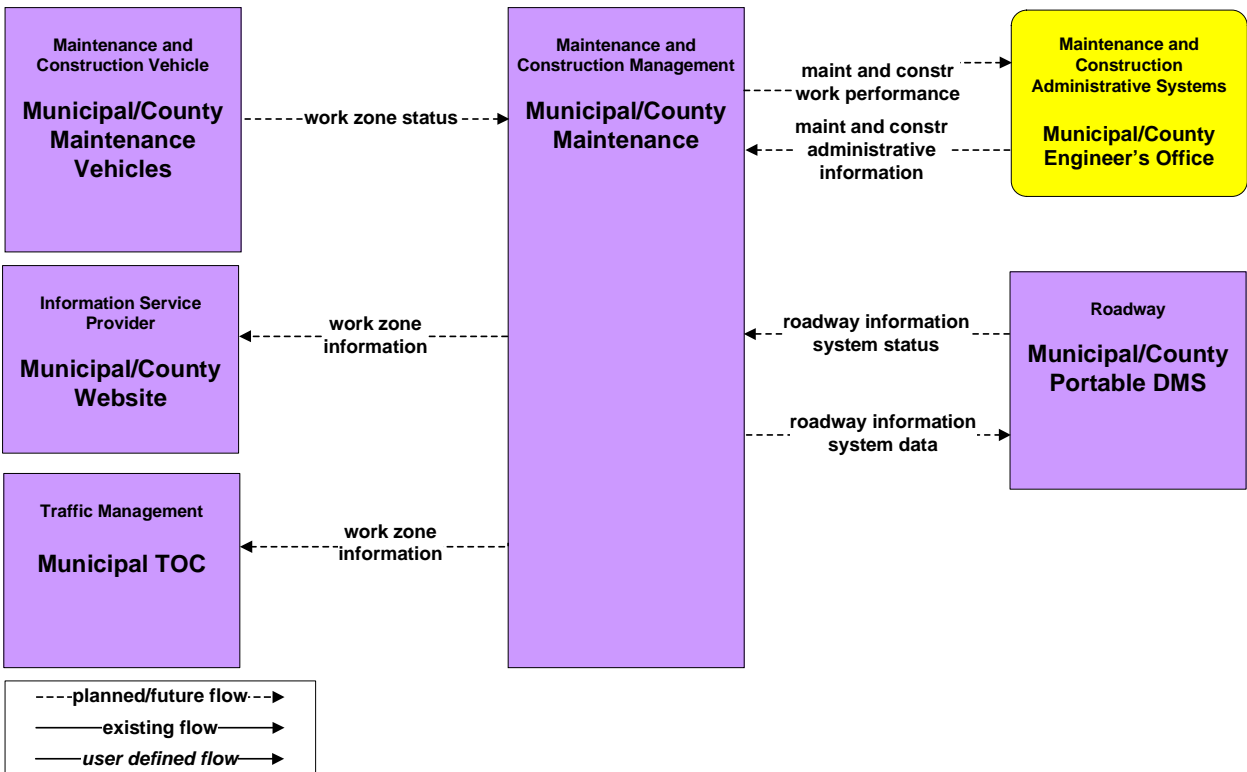 Maintenance and
Construction Vehicle
Municipal/County
Maintenance
Vehicles
work zone status
Maintenance and
Construction Management
Municipal/County
Maintenance
maint and constr
work performance
maint and constr
administrative
information
Maintenance and
Construction
Administrative Systems
Municipal/County
Engineer’s Office
Information Service
Provider
Municipal/County
Website
work zone
information
roadway information
system status
roadway information
system data
Roadway
Municipal/County
Portable DMS
Traffic Management
Municipal TOC
work zone
information
planned/future flow
existing flow
user defined flow